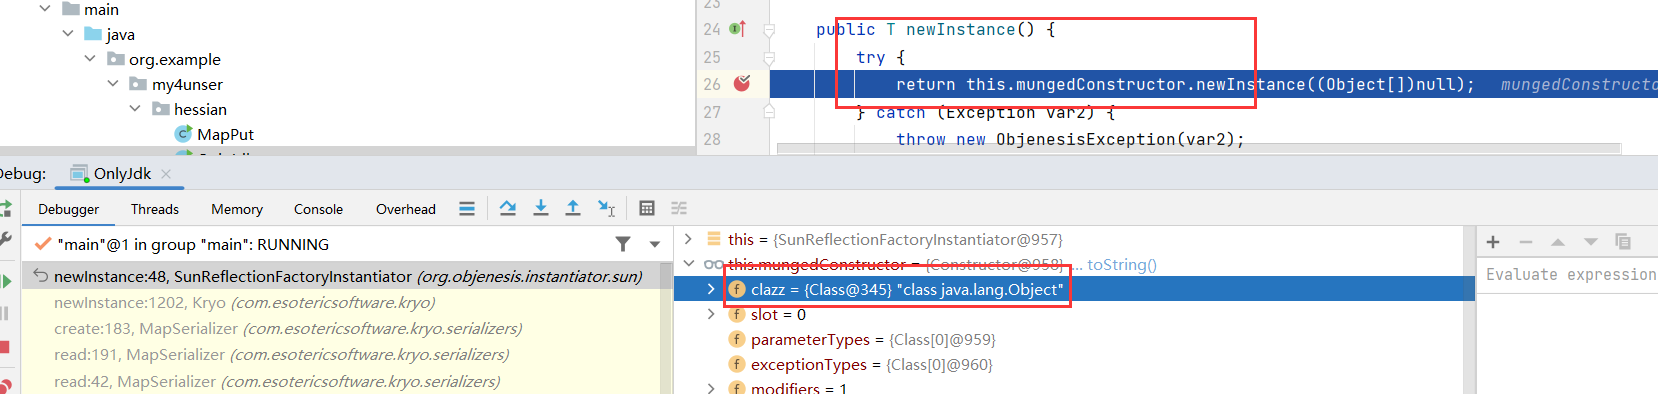 main
java
org.example
my4unser
hessian
MapPut
23
24 public T newInstance() {
25 try {
26 return this.mungedConstructor.newInstance((Object[])null); mungedConstructo
27 } catch (Exception var2) {
28 throw new ObjenesisException(var2);
Debug: OnlyJdk
Debugger Threads Memory Console Overhead
"main"@1 in group "main": RUNNING
newInstance:48, SunReflectionFactoryInstantiator (org.objenesis.instantiator.sun)
newInstance:1202, Kryo (com.esotericsoftware.kryo)
create:183, MapSerializer (com.esotericsoftware.kryo.serializers)
read:191, MapSerializer (com.esotericsoftware.kryo.serializers)
read:42, MapSerializer (com.esotericsoftware.kryo.serializers)
this = {SunReflectionFactoryInstantiator@957}
this.mungedConstructor = {Constructor@958} ... toString()
clazz = {Class@345} "class java.lang.Object"
slot = 0
parameterTypes = {Class[0]@959}
exceptionTypes = {Class[0]@960}
modifiers = 1
Evaluate expression